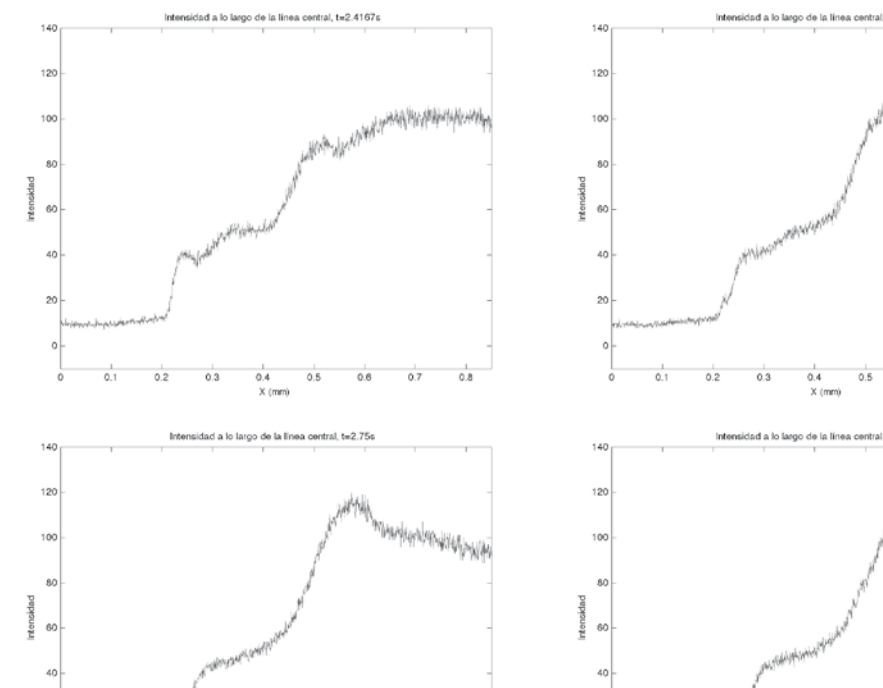 Intensidad a lo largo de la línea central, t=2.4167s
140
120
100
80
60
40
20
0
Intensidad
0 0.1 0.2 0.3 0.4 0.5 0.6 0.7 0.8
X (mm)
Intensidad a lo largo de la línea central
140
120
100
80
60
40
20
0
Intensidad
0 0.1 0.2 0.3 0.4 0.5
X (mm)
Intensidad a lo largo de la línea central, t=2.75s
140
120
100
80
60
40
Intensidad
Intensidad a lo largo de la línea central
140
120
100
80
60
40
Intensidad